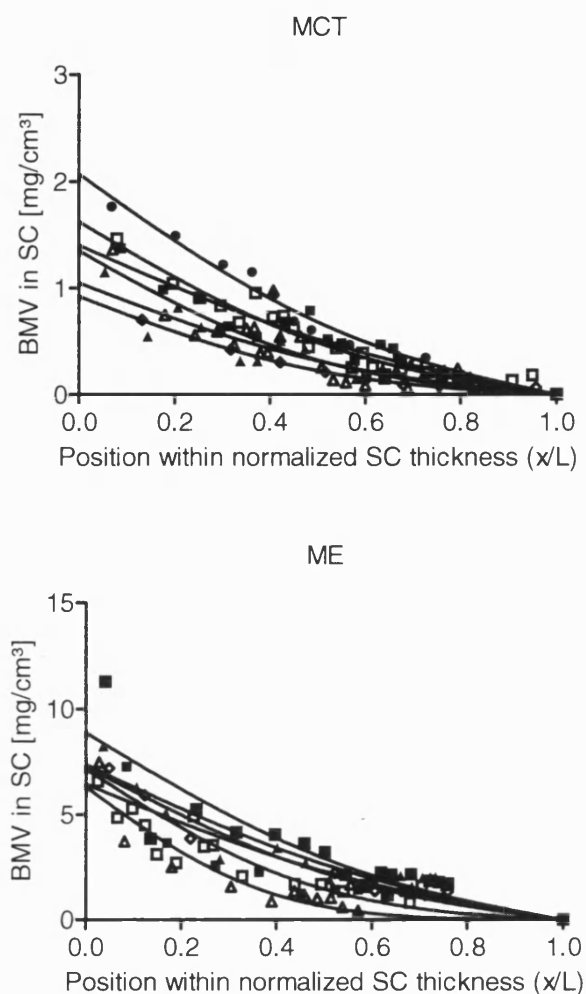 MCT
BMV in SC [mg/cm³]
3
2
1
0
0.0 0.2 0.4 0.6 0.8 1.0
Position within normalized SC thickness (x/L)
ME
BMV in SC [mg/cm³]
15
10
5
0
0.0 0.2 0.4 0.6 0.8 1.0
Position within normalized SC thickness (x/L)